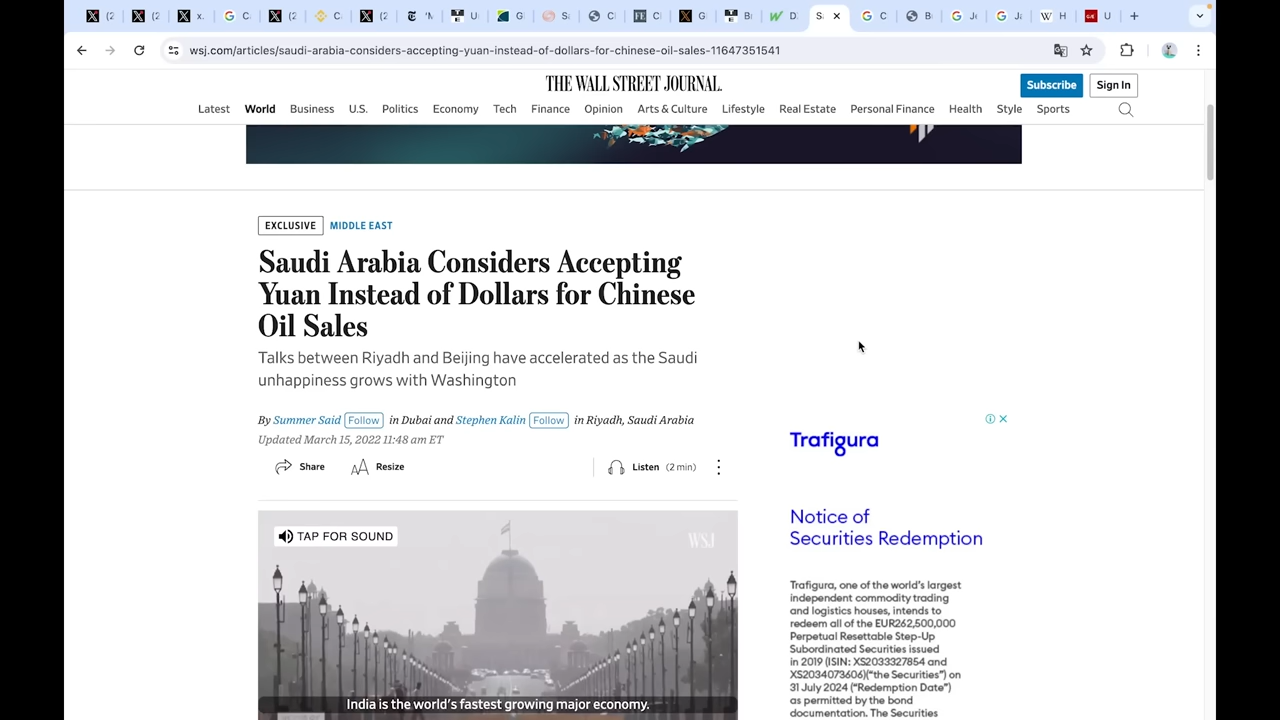 (2
(2
x.
C
(2
C
(2
'M
U
G
S
C
C
G
B
D
S
C
B
J
J
H
U
wsj.com/articles/saudi-arabia-considers-accepting-yuan-instead-of-dollars-for-chinese-oil-sales-11647351541
THE WALL STREET JOURNAL.
Subscribe
Sign In
Latest World Business U.S. Politics Economy Tech Finance Opinion Arts & Culture Lifestyle Real Estate Personal Finance Health Style Sports
EXCLUSIVE MIDDLE EAST
Saudi Arabia Considers Accepting
Yuan Instead of Dollars for Chinese
Oil Sales
Talks between Riyadh and Beijing have accelerated as the Saudi
unhappiness grows with Washington
By Summer Said Follow in Dubai and Stephen Kalin Follow in Riyadh, Saudi Arabia
Updated March 15, 2022 11:48 am ET
Share
AA Resize
Listen (2 min)
TAP FOR SOUND
WSJ
India is the world's fastest growing major economy.
Trafigura
Notice of
Securities Redemption
Trafigura, one of the world's largest
independent commodity trading
and logistics houses, intends to
redeem all of the EUR262,500,000
Perpetual Resettable Step-Up
Subordinated Securities issued
in 2019 (ISIN: XS2033327854 and
XS2034073606)("the Securities") on
31 July 2024 ("Redemption Date")
as permitted by the bond
documentation. The Securities